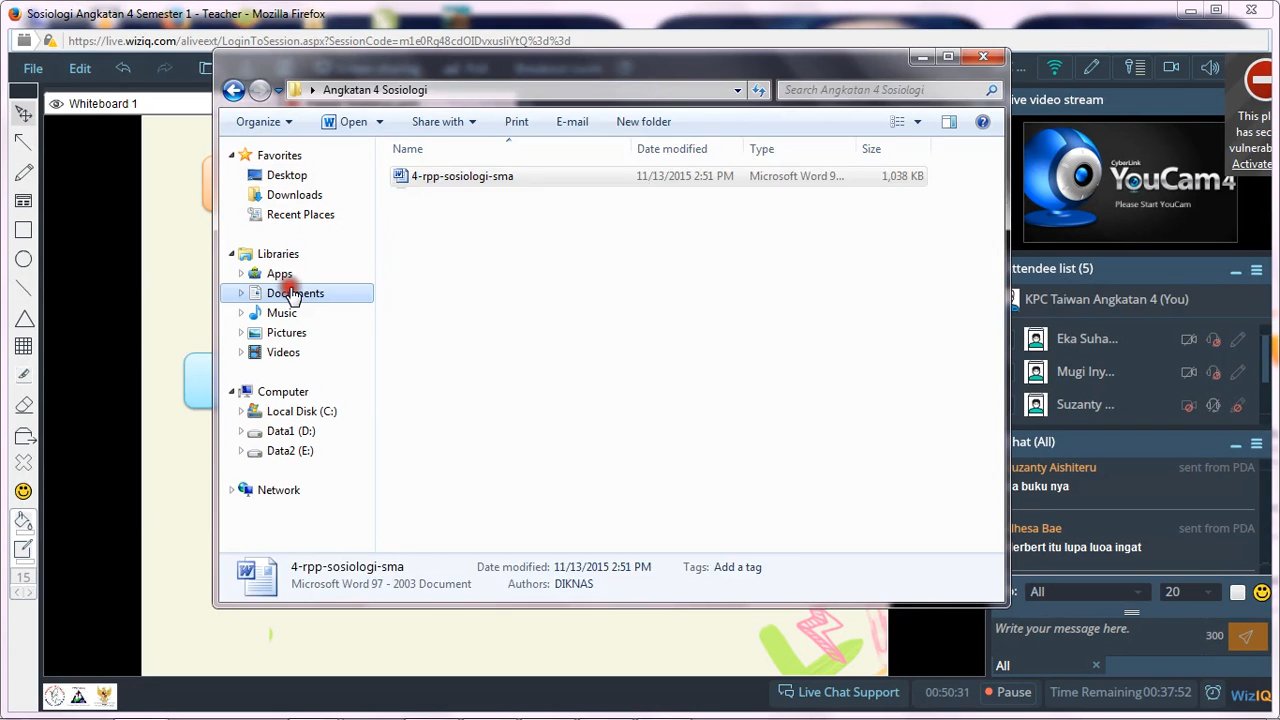 Sosiologi Angkatan 4 Semester 1 - Teacher - Mozilla Firefox
https://live.wiziq.com/aliveext/LoginToSession.aspx?SessionCode=m1e0Rq48cdOIDvxusliYtQ%3d%3d
File Edit
Whiteboard 1
Angkatan 4 Sosiologi
Search Angkatan 4 Sosiologi
Organize Open Share with Print E-mail New folder
Name Date modified Type Size
4-rpp-sosiologi-sma 11/13/2015 2:51 PM Microsoft Word 9... 1,038 KB
Favorites
Desktop
Downloads
Recent Places
Libraries
Apps
Documents
Music
Pictures
Videos
Computer
Local Disk (C:)
Data1 (D:)
Data2 (E:)
Network
4-rpp-sosiologi-sma Date modified: 11/13/2015 2:51 PM Tags: Add a tag
Microsoft Word 97 - 2003 Document Authors: DIKNAS
15
ive video stream
This pl
has sec
vulnerab
Activate
CyberLink
YouCam 4
Please Start YouCam
ttendee list (5)
KPC Taiwan Angkatan 4 (You)
Eka Suha...
Mugi Iny...
Suzanty ...
hat (All)
uzanty Aishiteru sent from PDA
a buku nya
dhesa Bae sent from PDA
erbert itu lupa luoa ingat
o: All 20
Write your message here. 300
All
Live Chat Support 00:50:31 Pause Time Remaining 00:37:52 WizIQ